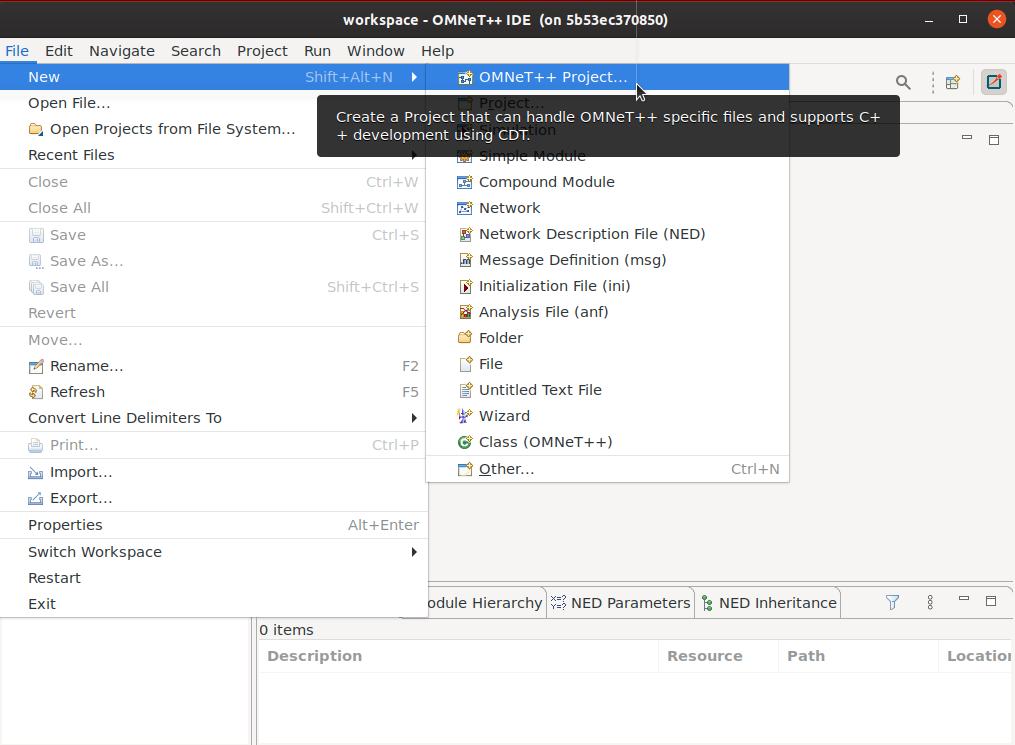 workspace - OMNeT++ IDE (on 5b53ec370850)
File Edit Navigate Search Project Run Window Help
New Shift+Alt+N
Open File…
Open Projects from File System…
Recent Files
Close Ctrl+W
Close All Shift+Ctrl+W
Save Ctrl+S
Save As…
Save All Shift+Ctrl+S
Revert
Move…
Rename… F2
Refresh F5
Convert Line Delimiters To
Print… Ctrl+P
Import…
Export…
Properties Alt+Enter
Switch Workspace
Restart
Exit
OMNeT++ Project…
Project…
Create a Project that can handle OMNeT++ specific files and supports C+
+ development using CDT.
Simple Module
Compound Module
Network
Network Description File (NED)
Message Definition (msg)
Initialization File (ini)
Analysis File (anf)
Folder
File
Untitled Text File
Wizard
Class (OMNeT++)
Other… Ctrl+N
odule Hierarchy NED Parameters NED Inheritance
0 items
Description Resource Path Location